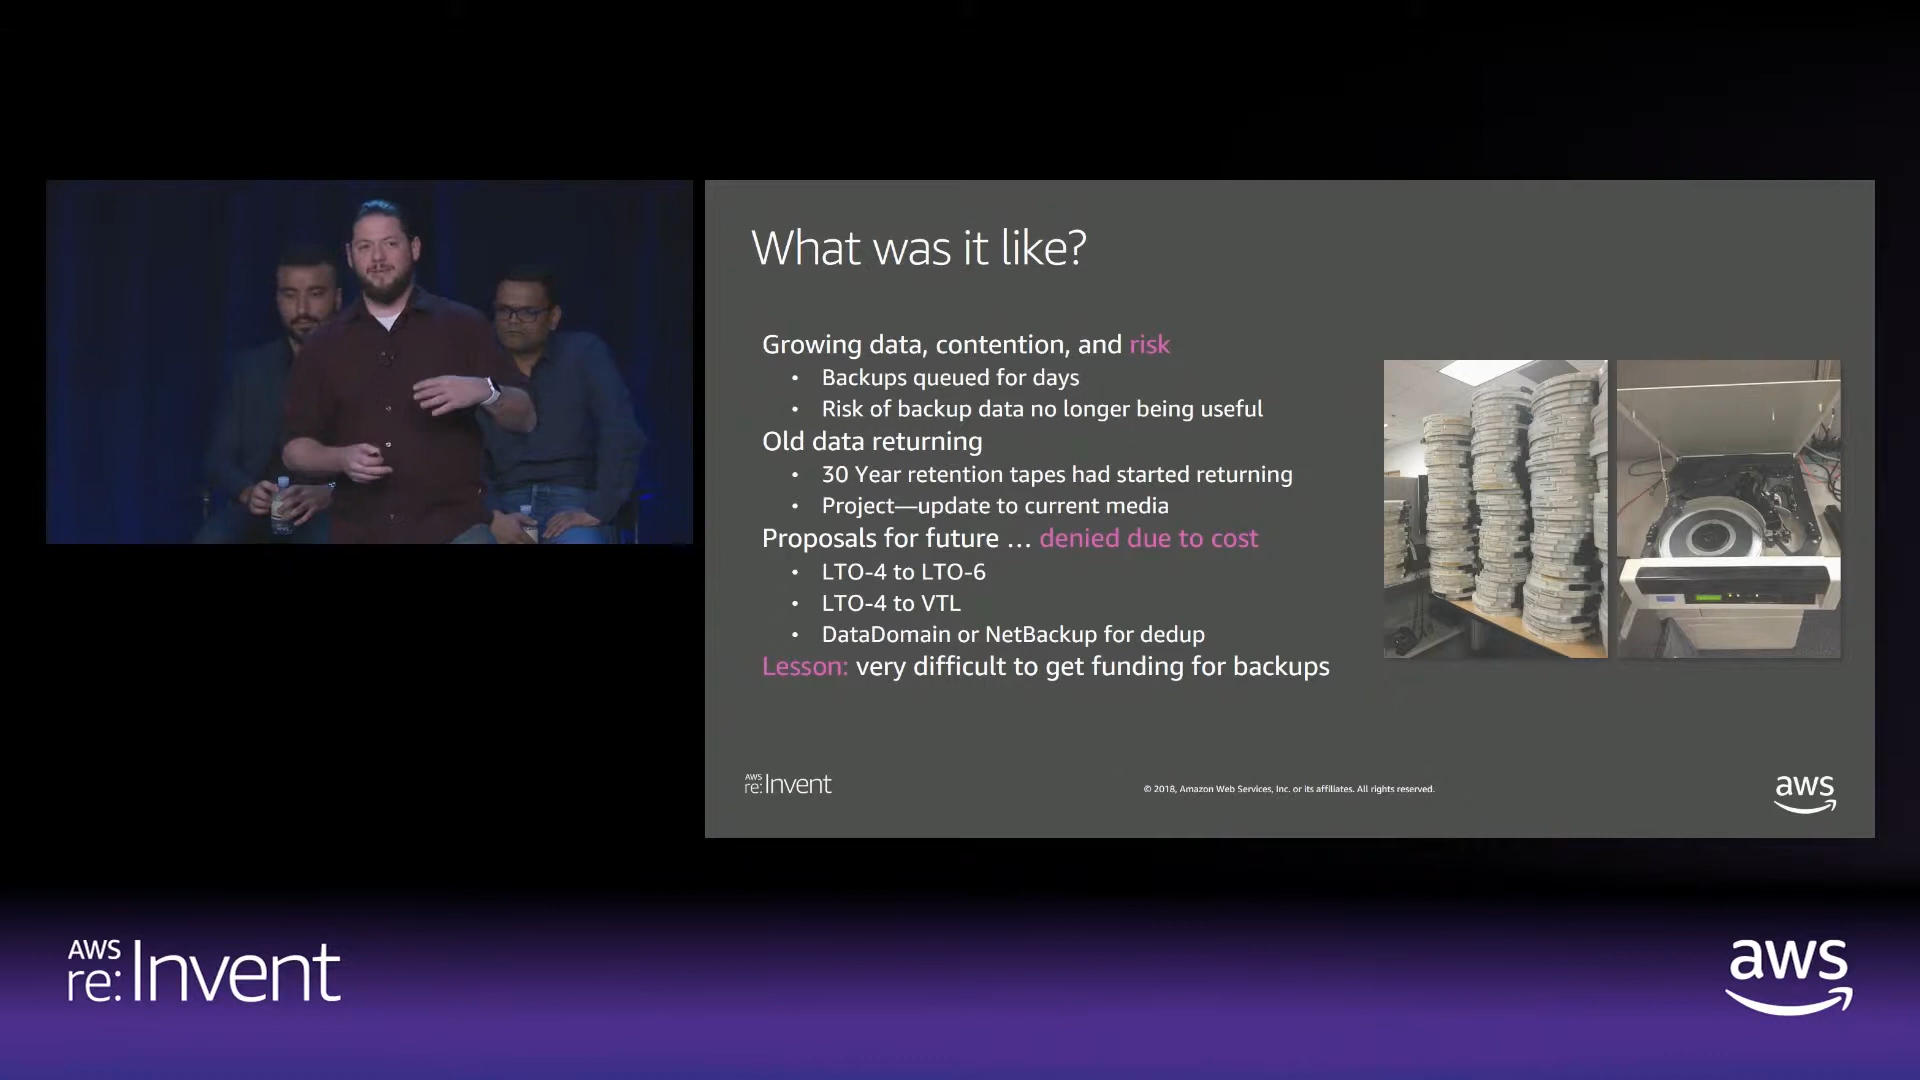 What was it like?
Growing data, contention, and risk
• Backups queued for days
• Risk of backup data no longer being useful
Old data returning
• 30 Year retention tapes had started returning
• Project—update to current media
Proposals for future ... denied due to cost
• LTO-4 to LTO-6
• LTO-4 to VTL
• DataDomain or NetBackup for dedup
Lesson: very difficult to get funding for backups
AWS
re:Invent
© 2018, Amazon Web Services, Inc. or its affiliates. All rights reserved.
aws
AWS
re:Invent
aws